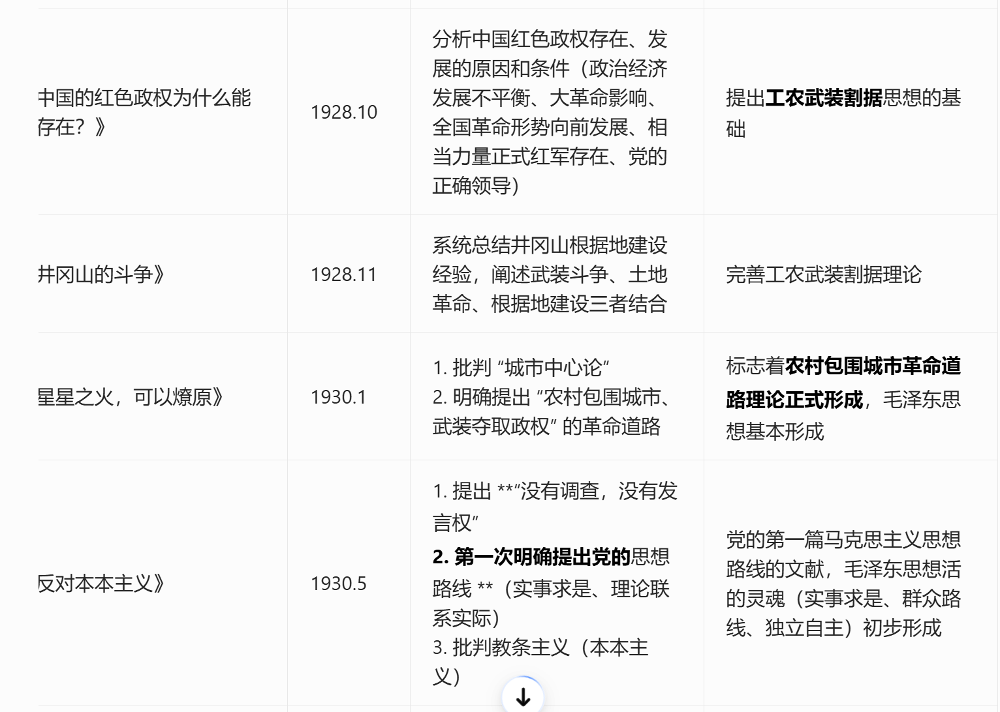 中国的红色政权为什么能
存在？》
1928.10
分析中国红色政权存在、发
展的原因和条件（政治经济
发展不平衡、大革命影响、
全国革命形势向前发展、相
当力量正式红军存在、党的
正确领导）
提出工农武装割据思想的基
础
井冈山的斗争》
1928.11
系统总结井冈山根据地建设
经验，阐述武装斗争、土地
革命、根据地建设三者结合
完善工农武装割据理论
星星之火，可以燎原》
1930.1
1. 批判 “城市中心论”
2. 明确提出 “农村包围城市、
武装夺取政权” 的革命道路
标志着农村包围城市革命道
路理论正式形成，毛泽东思
想基本形成
反对本本主义》
1930.5
1. 提出 **“没有调查，没有发
言权”
2. 第一次明确提出党的思想
路线 **（实事求是、理论联
系实际）
3. 批判教条主义（本本主
义）
党的第一篇马克思主义思想
路线的文献，毛泽东思想活
的灵魂（实事求是、群众路
线、独立自主）初步形成